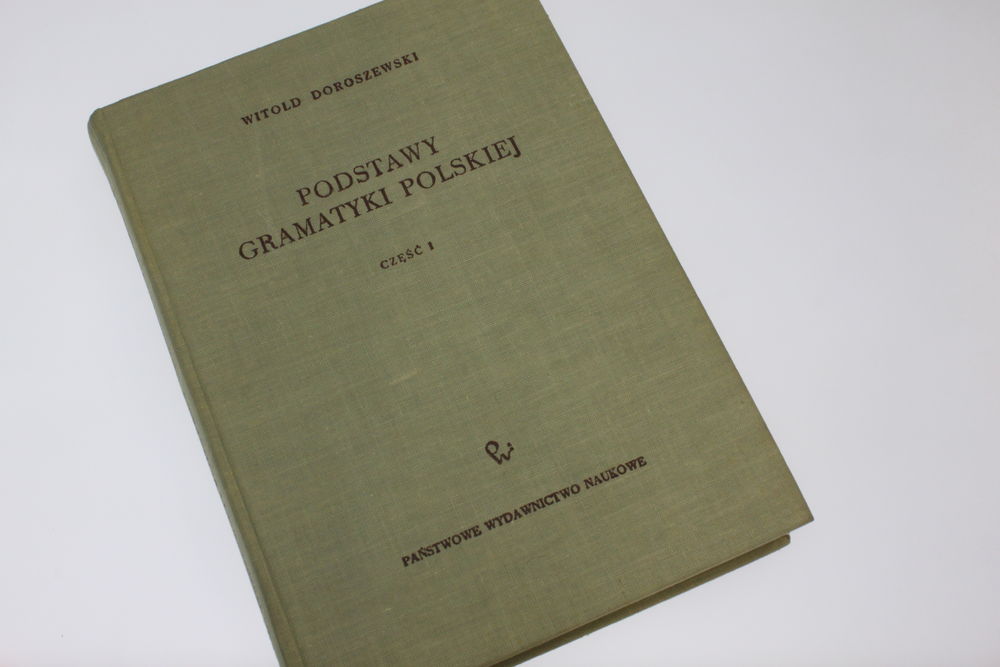 WITOLD DOROSZEWSKI
PODSTAWY
GRAMATYKI POLSKIEJ
CZĘŚĆ I
PAŃSTWOWE WYDAWNICTWO NAUKOWE